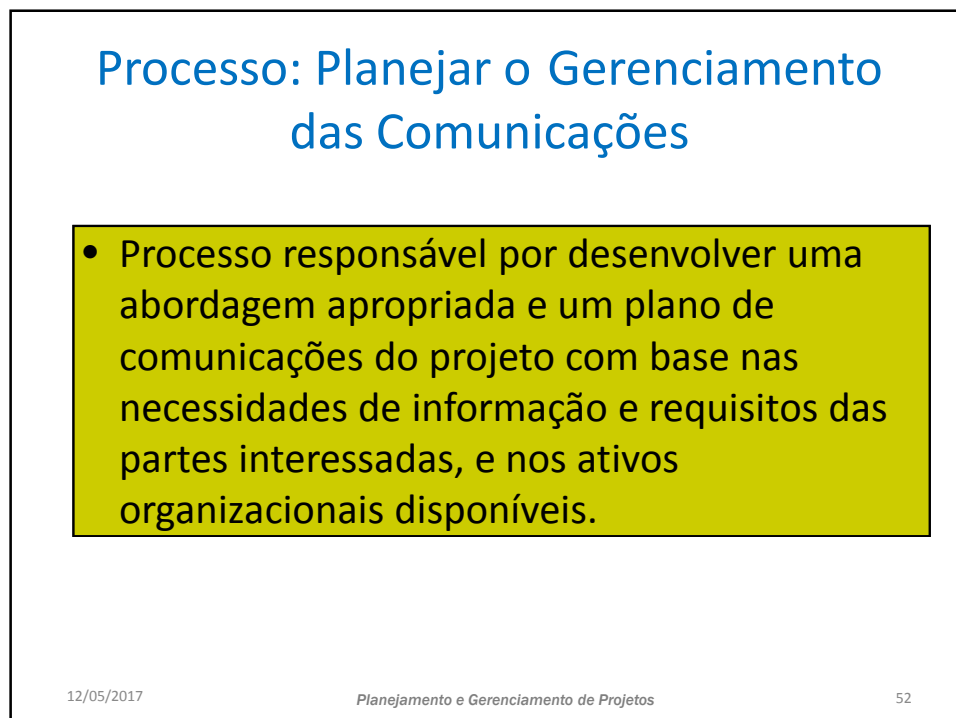 Processo: Planejar o Gerenciamento
das Comunicações
• Processo responsável por desenvolver uma
abordagem apropriada e um plano de
comunicações do projeto com base nas
necessidades de informação e requisitos das
partes interessadas, e nos ativos
organizacionais disponíveis.
12/05/2017 Planejamento e Gerenciamento de Projetos 52